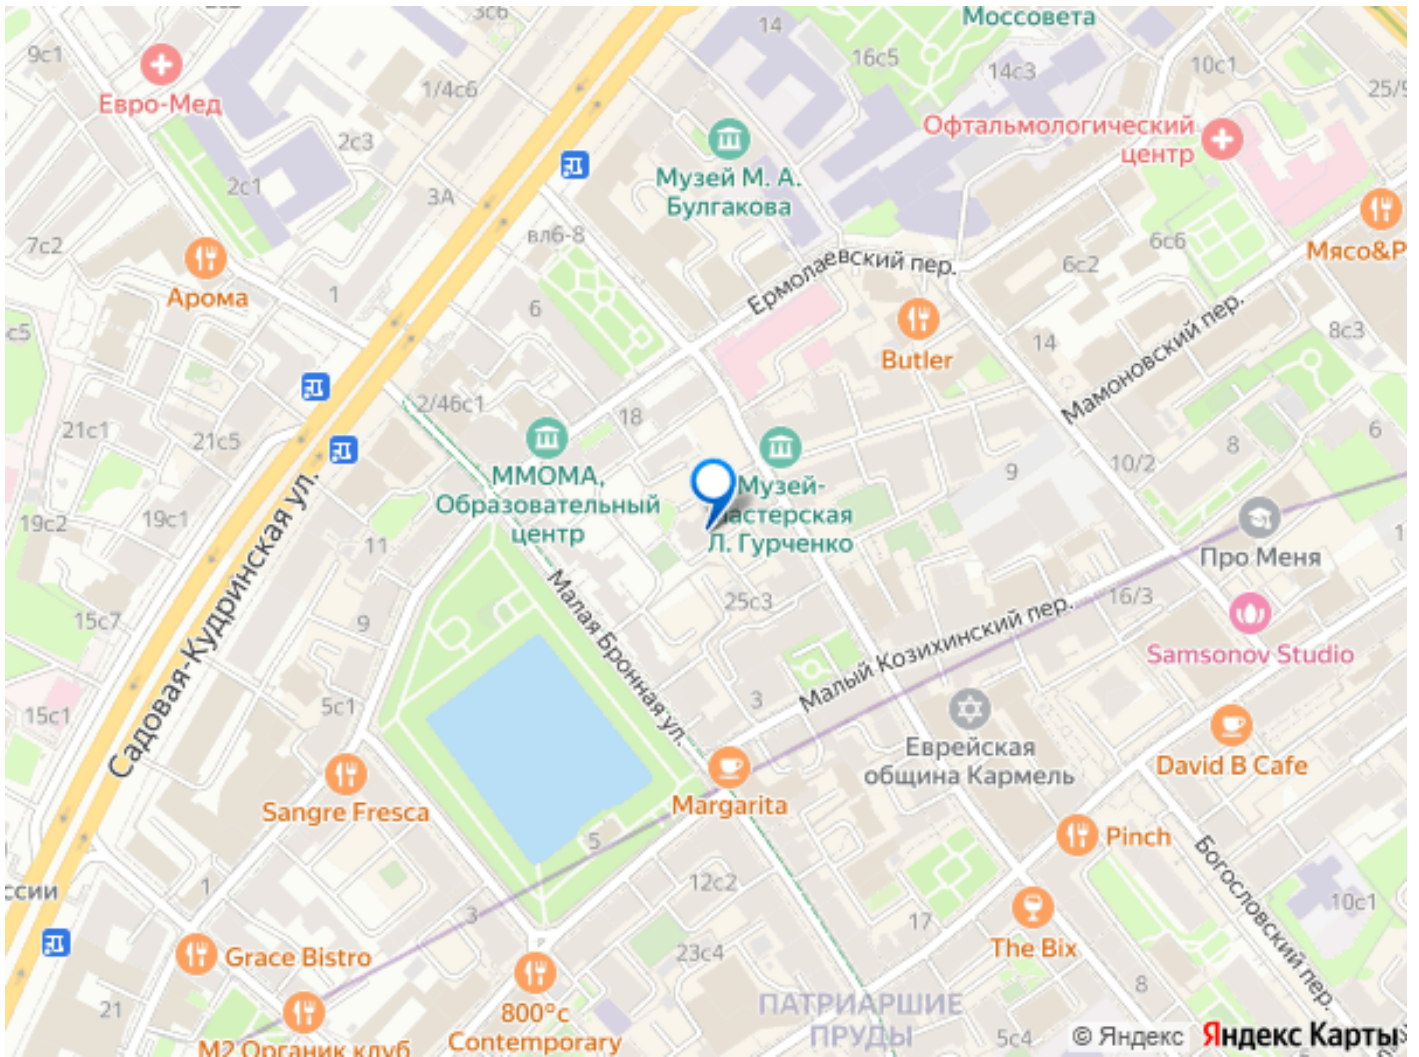 3с6
14
Моссовета
9с1
16с5
14с3
10с1
25/9
Евро-Мед
1/4с6
Офтальмологический
центр
2с3
Музей М. А.
Булгакова
2с1
3А
7с2
вл6-8
6с6
Мясо&Р
Ермолаевский пер.
6с2
Арома
1
6
Мамоновский пер.
8с3
с5
Butler
14
2/46с1
18
21с1
21с5
8
6
ММОМА,
Образовательный
центр
Музей-
мастерская
Л. Гурченко
9
10/2
19с2
19с1
11
Про Меня
Садовая-Кудринская ул.
Малая Бронная ул.
25с3
16/3
15с7
9
Малый Козихинский пер.
Samsonov Studio
15с1
5с1
3
Еврейская
община Кармель
David B Cafe
Sangre Fresca
Margarita
5
Pinch
Богословский пер.
ссии
1
12с2
3
17
10с1
The Bix
Grace Bistro
23с4
8
21
800°c
Contemporary
ПАТРИАРШИЕ
ПРУДЫ
5с4
М2 Органик клуб
© Яндекс Яндекс Карты